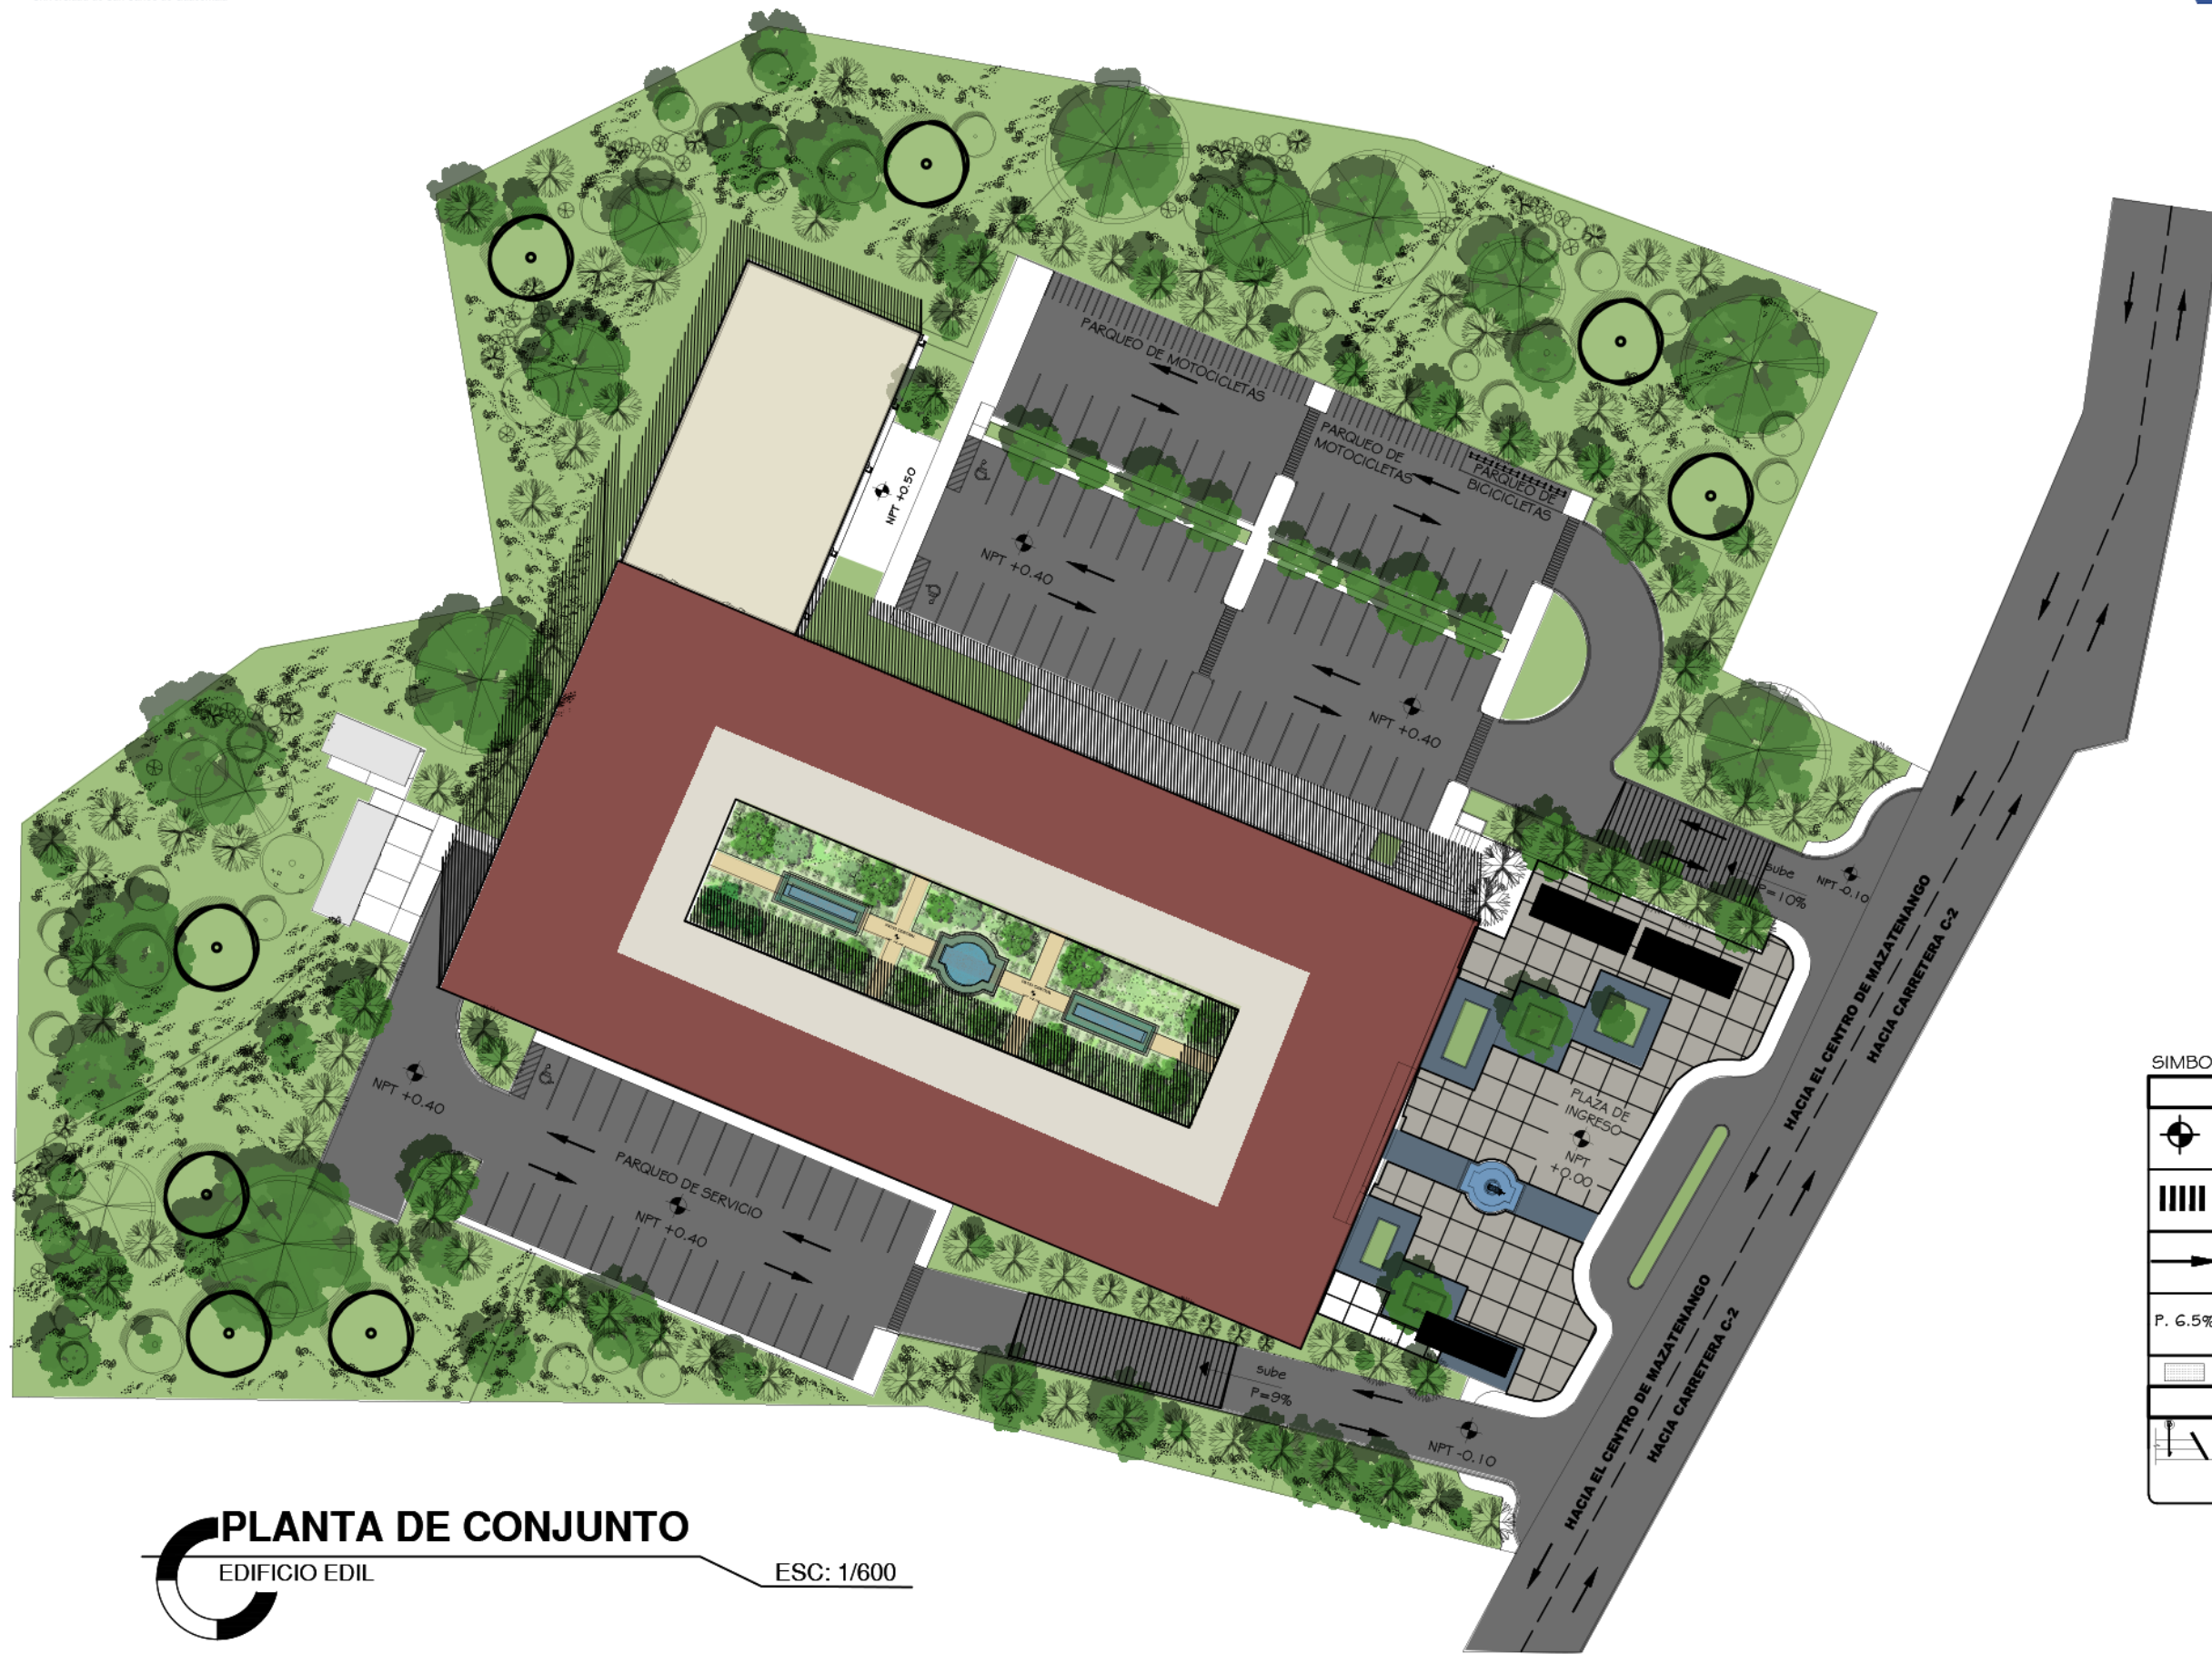 PARQUEO DE MOTOCICLETAS
PARQUEO DE
MOTOCICLETAS
PARQUEO DE
BICICICLETAS
NPT +0.50
NPT +0.40
NPT +0.40
sube
P=10%
NPT -0.10
HACIA EL CENTRO DE MAZATENANGO
HACIA CARRETERA C-2
PLAZA DE
INGRESO
NPT
+0.00
NPT +0.40
PARQUEO DE SERVICIO
NPT +0.40
sube
P=9%
NPT -0.10
HACIA EL CENTRO DE MAZATENANGO
HACIA CARRETERA C-2
SIMBO
P. 6.5%
PLANTA DE CONJUNTO
EDIFICIO EDIL
ESC: 1/600